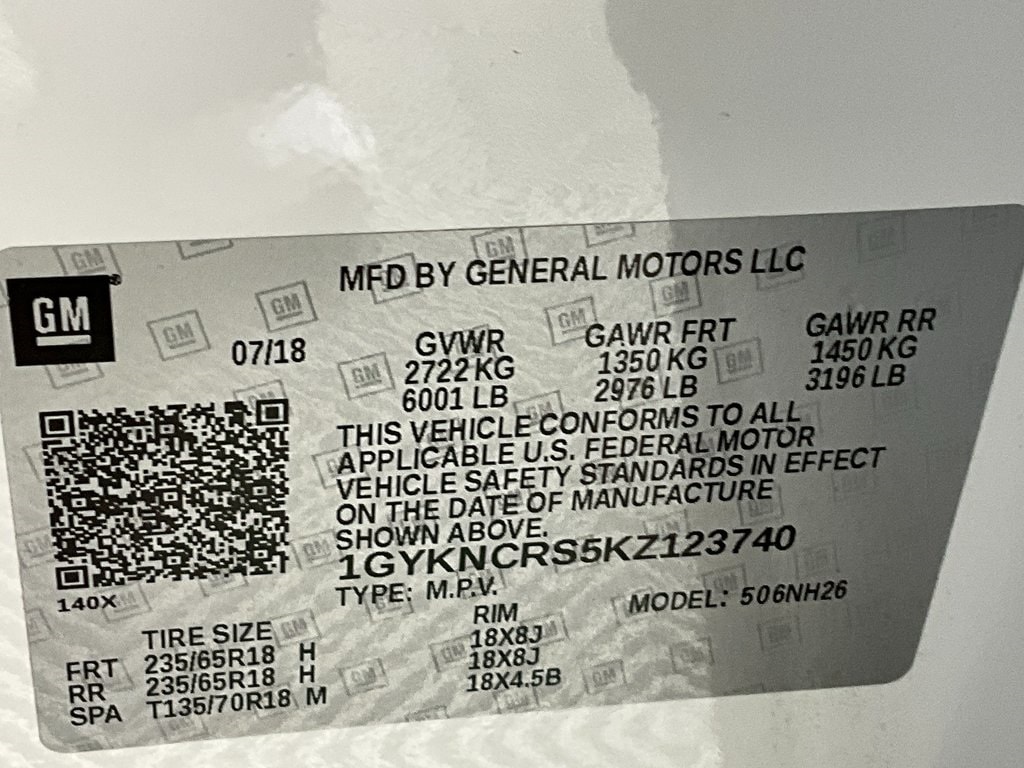 MFD BY GENERAL MOTORS LLC
GM
07/18
GVWR GAWR FRT GAWR RR
2722 KG 1350 KG 1450 KG
6001 LB 2976 LB 3196 LB
THIS VEHICLE CONFORMS TO ALL
APPLICABLE U.S. FEDERAL MOTOR
VEHICLE SAFETY STANDARDS IN EFFECT
ON THE DATE OF MANUFACTURE
SHOWN ABOVE.
1GYKNCRS5KZ123740
140X
TYPE: M.P.V. MODEL: 506NH26
TIRE SIZE RIM
FRT 235/65R18 H 18X8J
RR 235/65R18 H 18X8J
SPA T135/70R18 M 18X4.5B